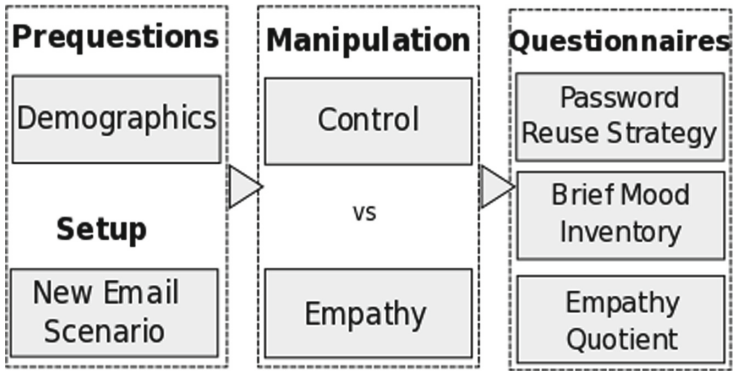 Prequestions
Demographics
Setup
New Email
Scenario
Manipulation
Control
vs
Empathy
Questionnaires
Password
Reuse Strategy
Brief Mood
Inventory
Empathy
Quotient